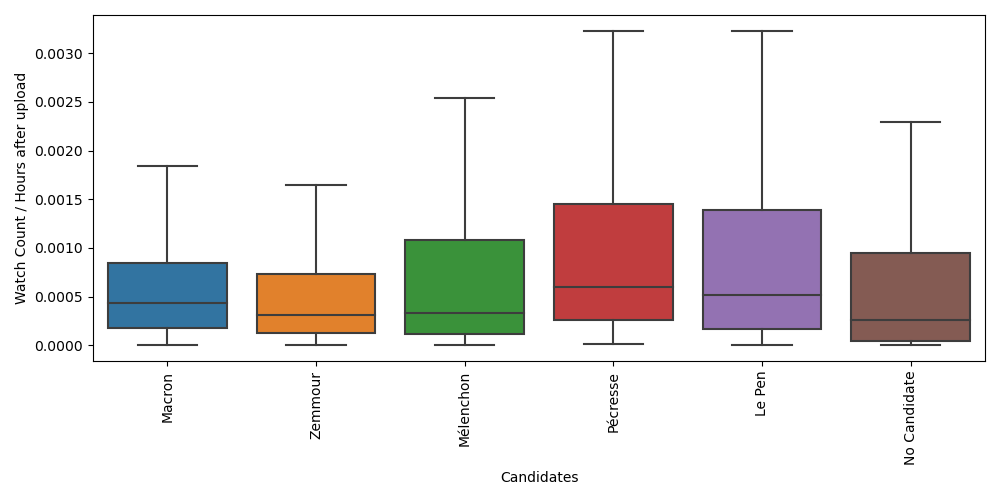 Watch Count / Hours after upload
0.0030
0.0025
0.0020
0.0015
0.0010
0.0005
0.0000
Macron
Zemmour
Mélenchon
Pécresse
Le Pen
No Candidate
Candidates